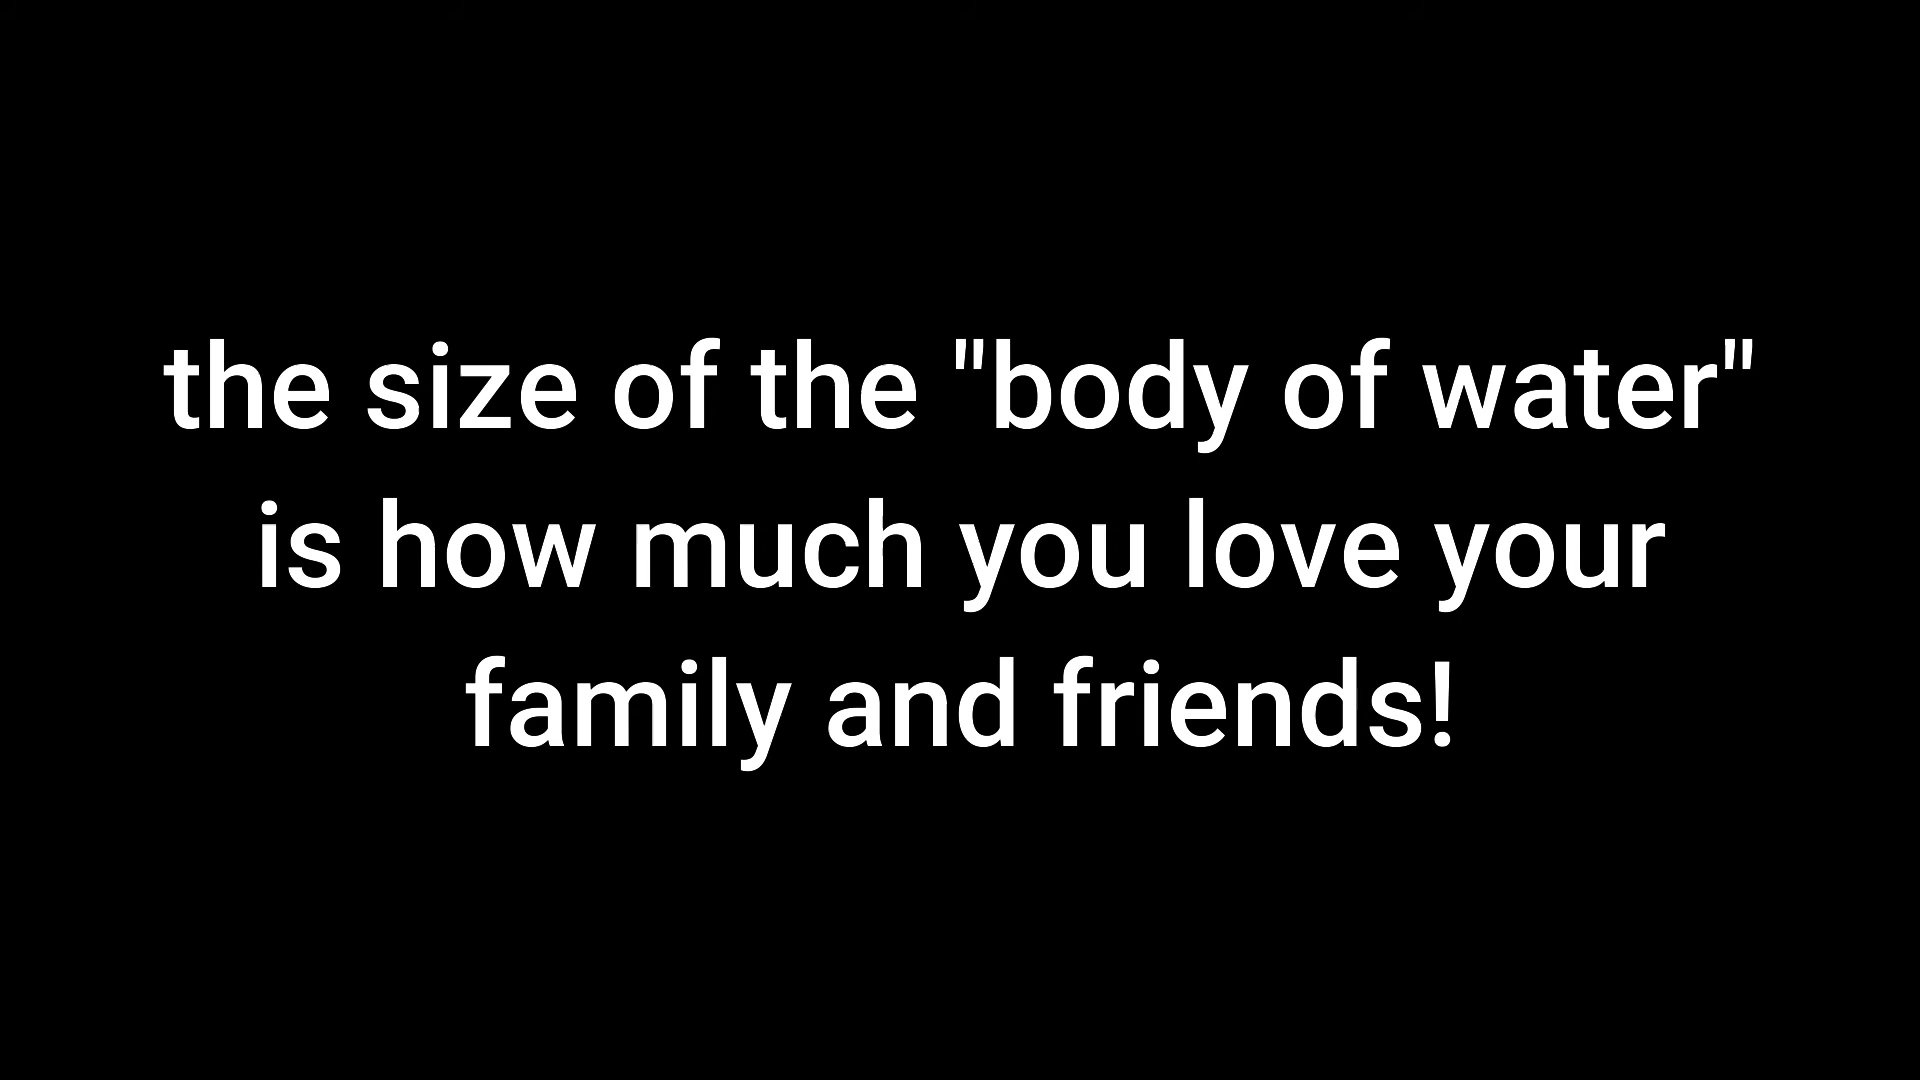 the size of the "body of water"
is how much you love your
family and friends!